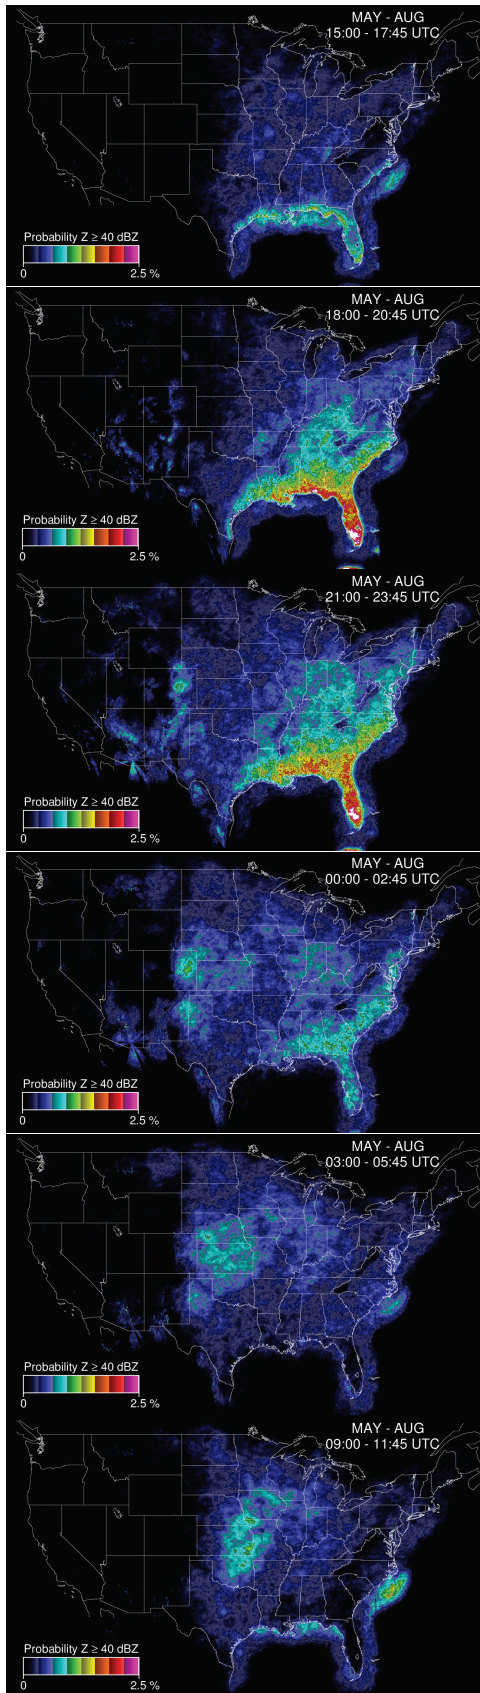 MAY - AUG
15:00 - 17:45 UTC
Probability Z ≥ 40 dBZ
0 2.5 %
MAY - AUG
18:00 - 20:45 UTC
Probability Z ≥ 40 dBZ
0 2.5 %
MAY - AUG
21:00 - 23:45 UTC
Probability Z ≥ 40 dBZ
0 2.5 %
MAY - AUG
00:00 - 02:45 UTC
Probability Z ≥ 40 dBZ
0 2.5 %
MAY - AUG
03:00 - 05:45 UTC
Probability Z ≥ 40 dBZ
0 2.5 %
MAY - AUG
09:00 - 11:45 UTC
Probability Z ≥ 40 dBZ
0 2.5 %